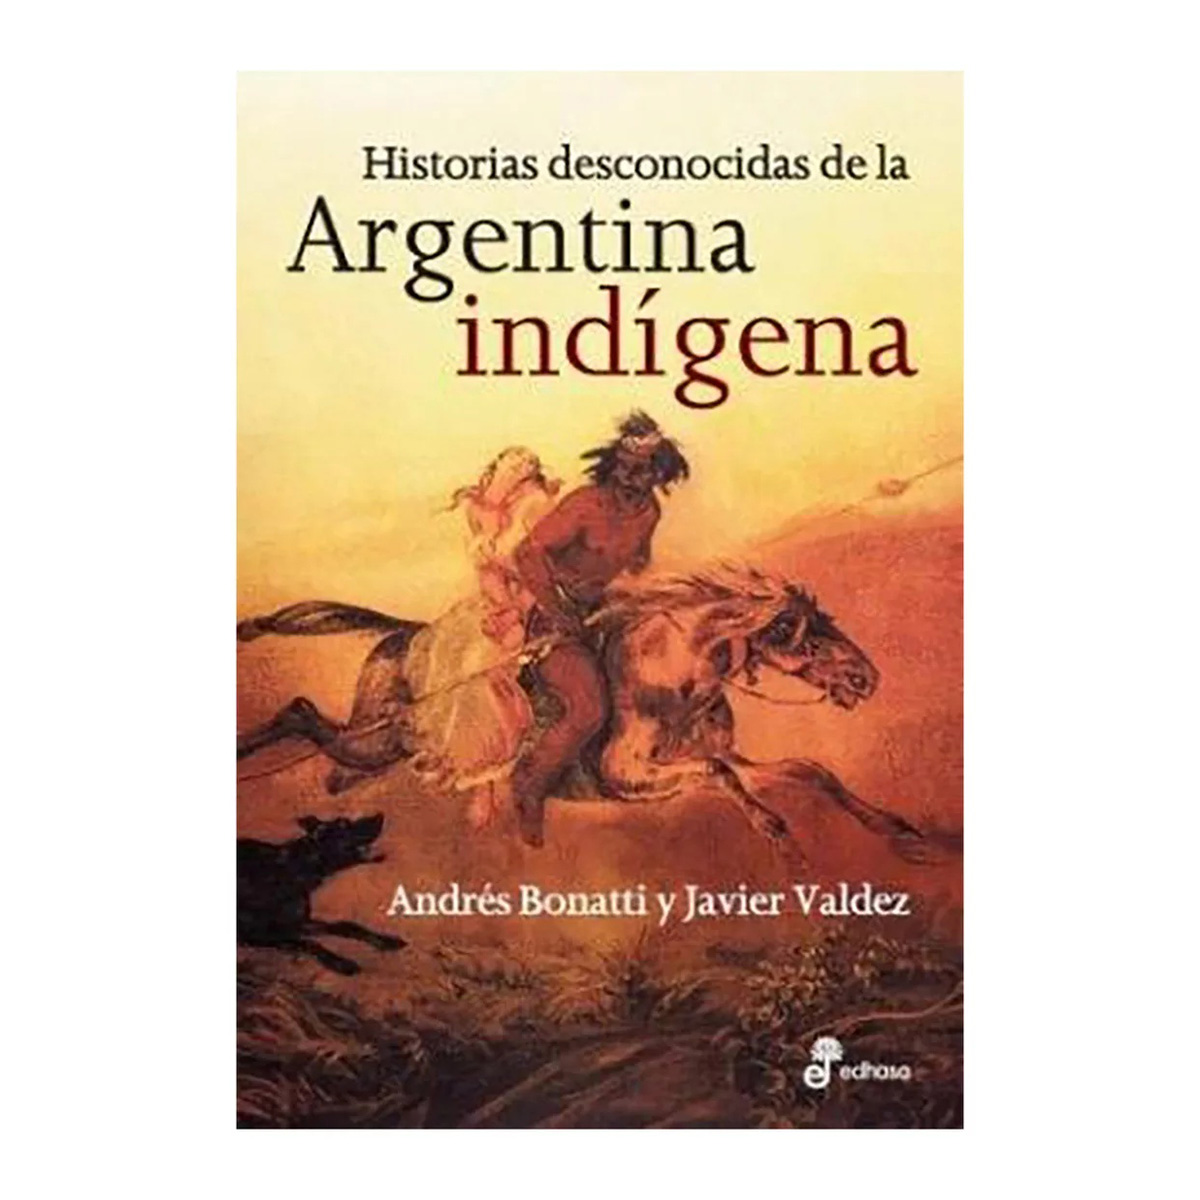 Historias desconocidas de la
Argentina
indígena
Andrés Bonatti y Javier Valdez
edhasa